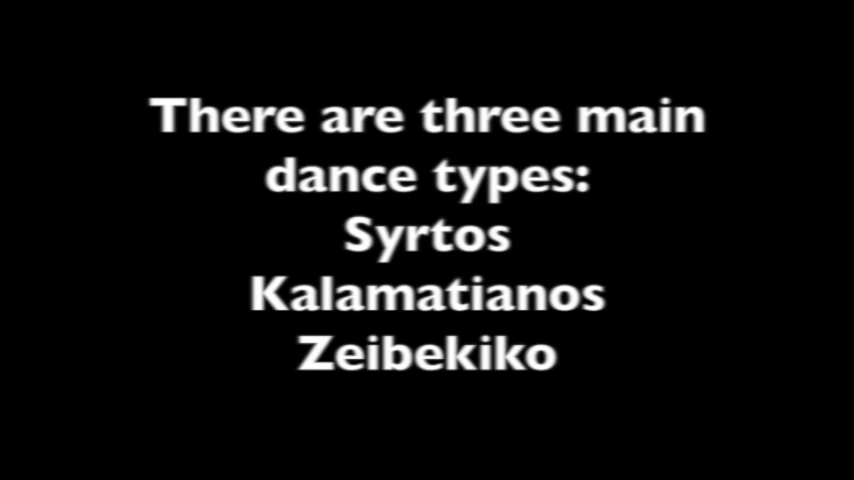 There are three main
dance types:
Syrtos
Kalamatianos
Zeibekiko